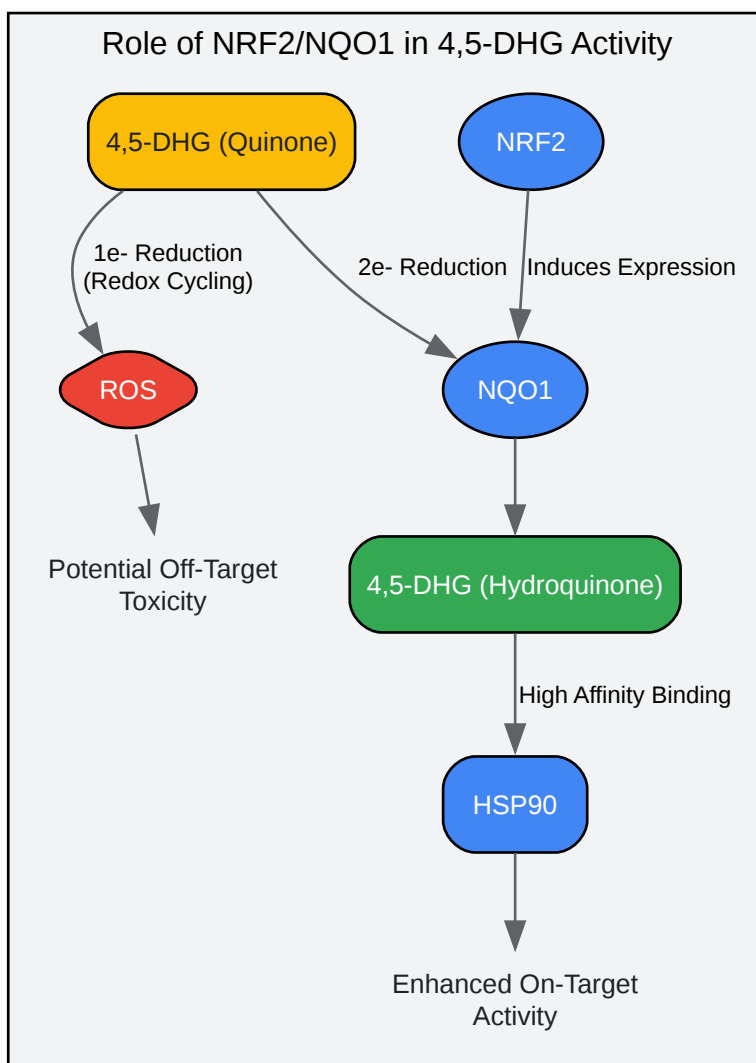 Role of NRF2/NQO1 in 4,5-DHG Activity
4,5-DHG (Quinone)
NRF2
1e- Reduction
(Redox Cycling)
2e- Reduction
Induces Expression
ROS
NQO1
Potential Off-Target
Toxicity
4,5-DHG (Hydroquinone)
High Affinity Binding
HSP90
Enhanced On-Target
Activity